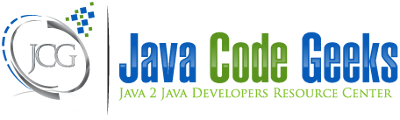 JCG
Java Code Geeks
Java 2 Java Developers Resource Center